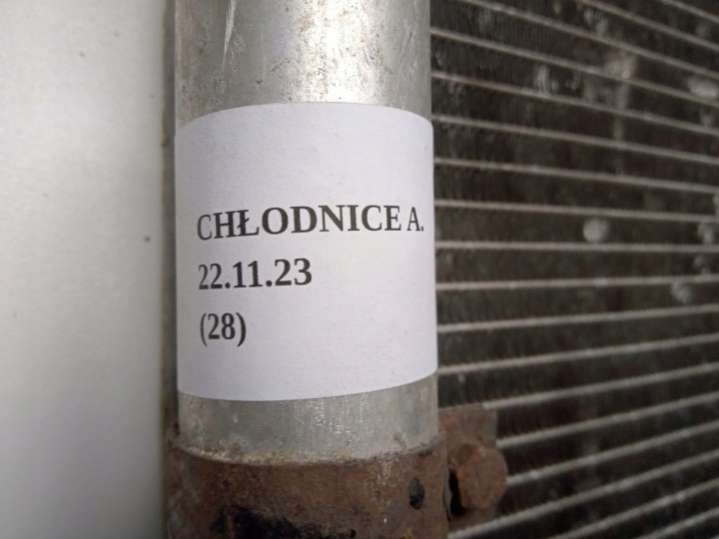 CHŁODNICE A.
22.11.23
(28)